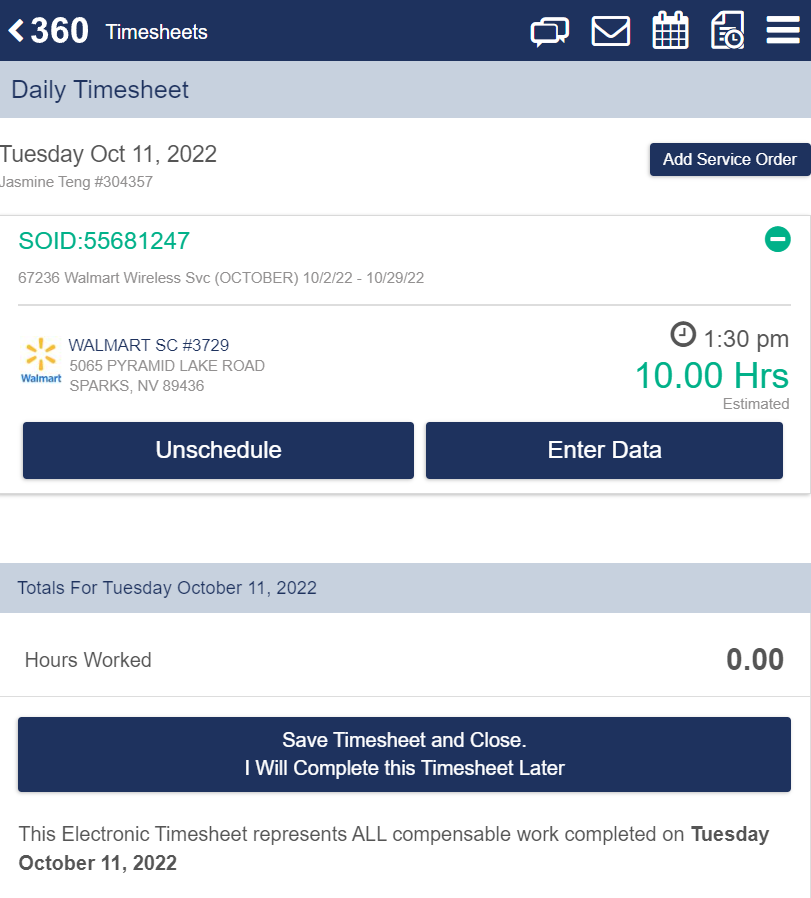 360 Timesheets
Daily Timesheet
Tuesday Oct 11, 2022
Add Service Order
Jasmine Teng #304357
SOID:55681247
67236 Walmart Wireless Svc (OCTOBER) 10/2/22 - 10/29/22
WALMART SC #3729
5065 PYRAMID LAKE ROAD
SPARKS, NV 89436
Walmart
1:30 pm
10.00 Hrs
Estimated
Unschedule
Enter Data
Totals For Tuesday October 11, 2022
Hours Worked
0.00
Save Timesheet and Close.
I Will Complete this Timesheet Later
This Electronic Timesheet represents ALL compensable work completed on Tuesday
October 11, 2022